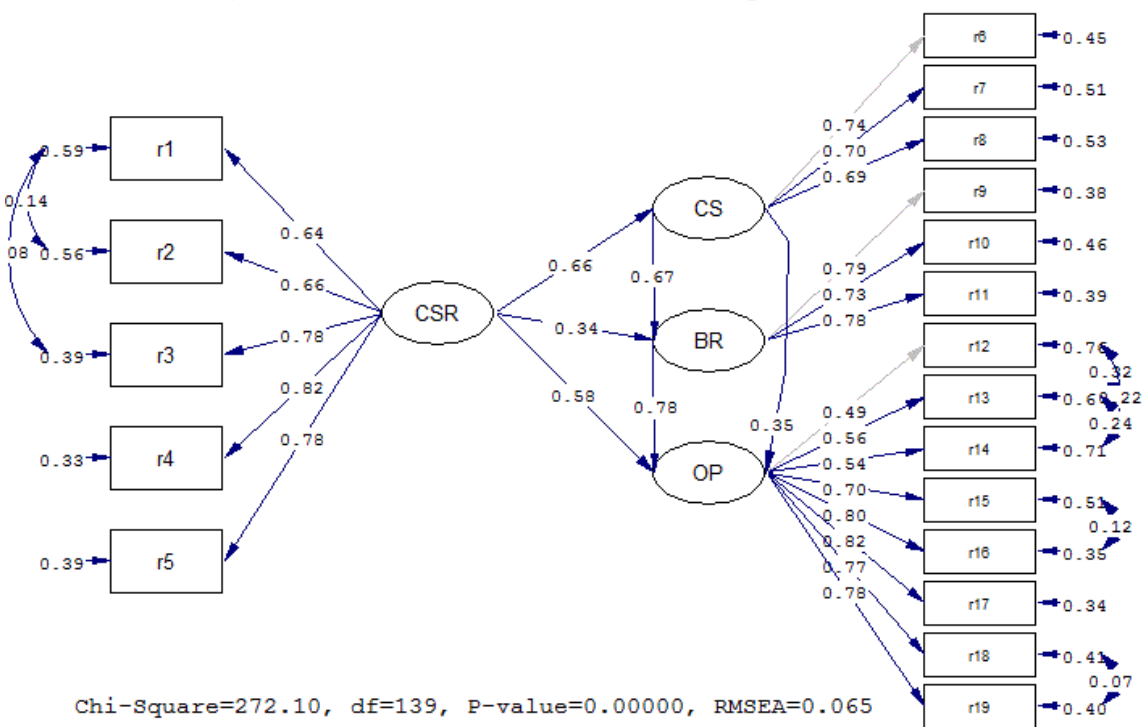 r6 0.45
r7 0.51
0.74
0.70
r8 0.53
0.59 r1
0.69
r9 0.38
0.14
CS
0.64
r10 0.46
08 0.56 r2
0.66
0.66
0.67
0.79
0.73
r11 0.39
CSR
0.78
0.78
0.34
BR
r12 0.76
0.39 r3
0.32
0.82
0.58
0.78
0.49
r13 0.22
0.56
0.35
0.24
0.78
0.54
r14 0.71
0.33 r4
OP
0.70
r15 0.51
0.80
0.12
0.82
r16 0.35
0.39 r5
0.77
0.78
r17 0.34
r18 0.41
0.07
Chi-Square=272.10, df=139, P-value=0.00000, RMSEA=0.065
r19 0.40